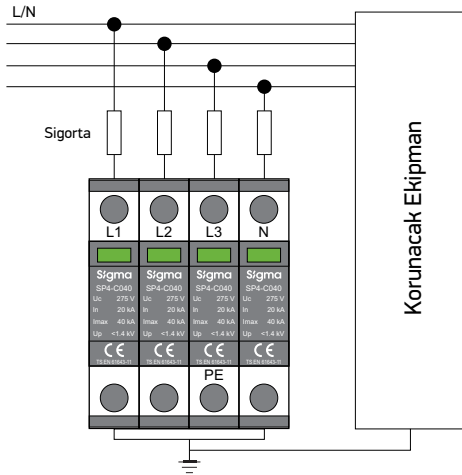 L/N
Sigorta
L1 L2 L3 N
Sigma Sigma Sigma Sigma
SP4-C040 SP4-C040 SP4-C040 SP4-C040
Uc 275 V Uc 275 V Uc 275 V Uc 275 V
In 20 kA In 20 kA In 20 kA In 20 kA
Imax 40 kA Imax 40 kA Imax 40 kA Imax 40 kA
Up <1.4 kV Up <1.4 kV Up <1.4 kV Up <1.4 kV
CE CE CE CE
TS EN 61643-11 TS EN 61643-11 TS EN 61643-11 TS EN 61643-11
PE
Korunacak Ekipman